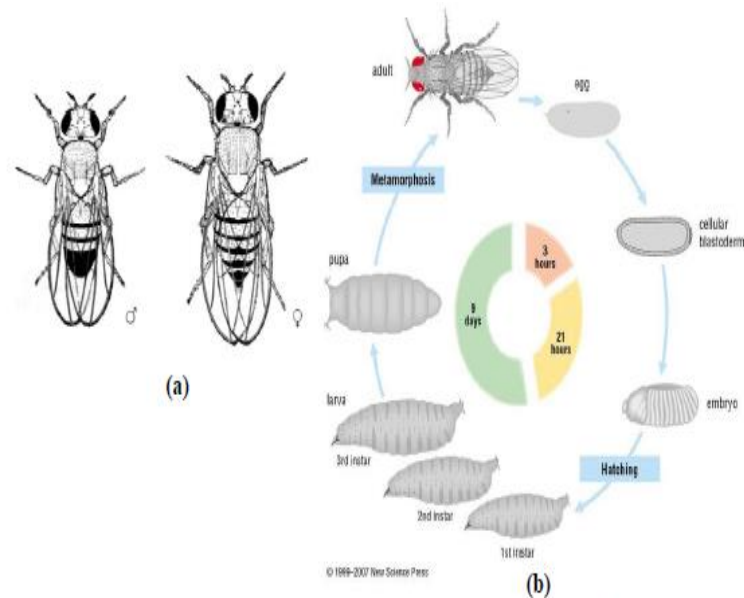 ♂
♀
(a)
adult
egg
cellular
blastoderm
embryo
Hatching
1st instar
2nd instar
3rd instar
larva
pupa
Metamorphosis
3
hours
21
hours
9
days
© 1999–2007 New Science Press
(b)